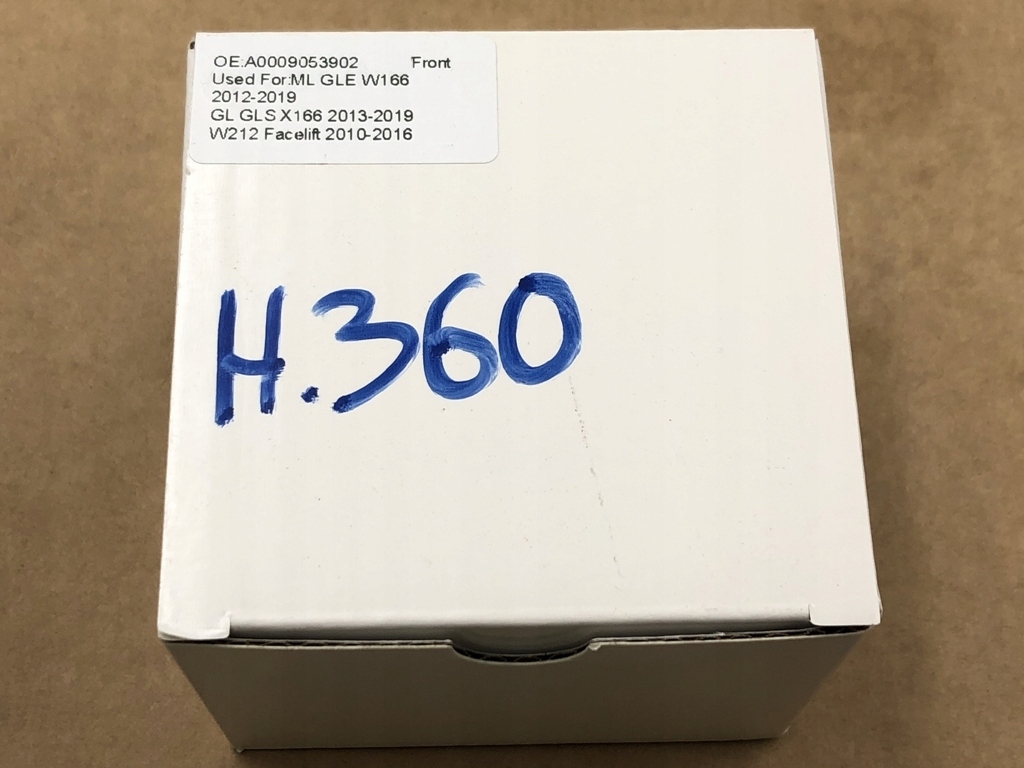 OE:A0009053902 Front
Used For:ML GLE W166
2012-2019
GL GLS X166 2013-2019
W212 Facelift 2010-2016
H.360